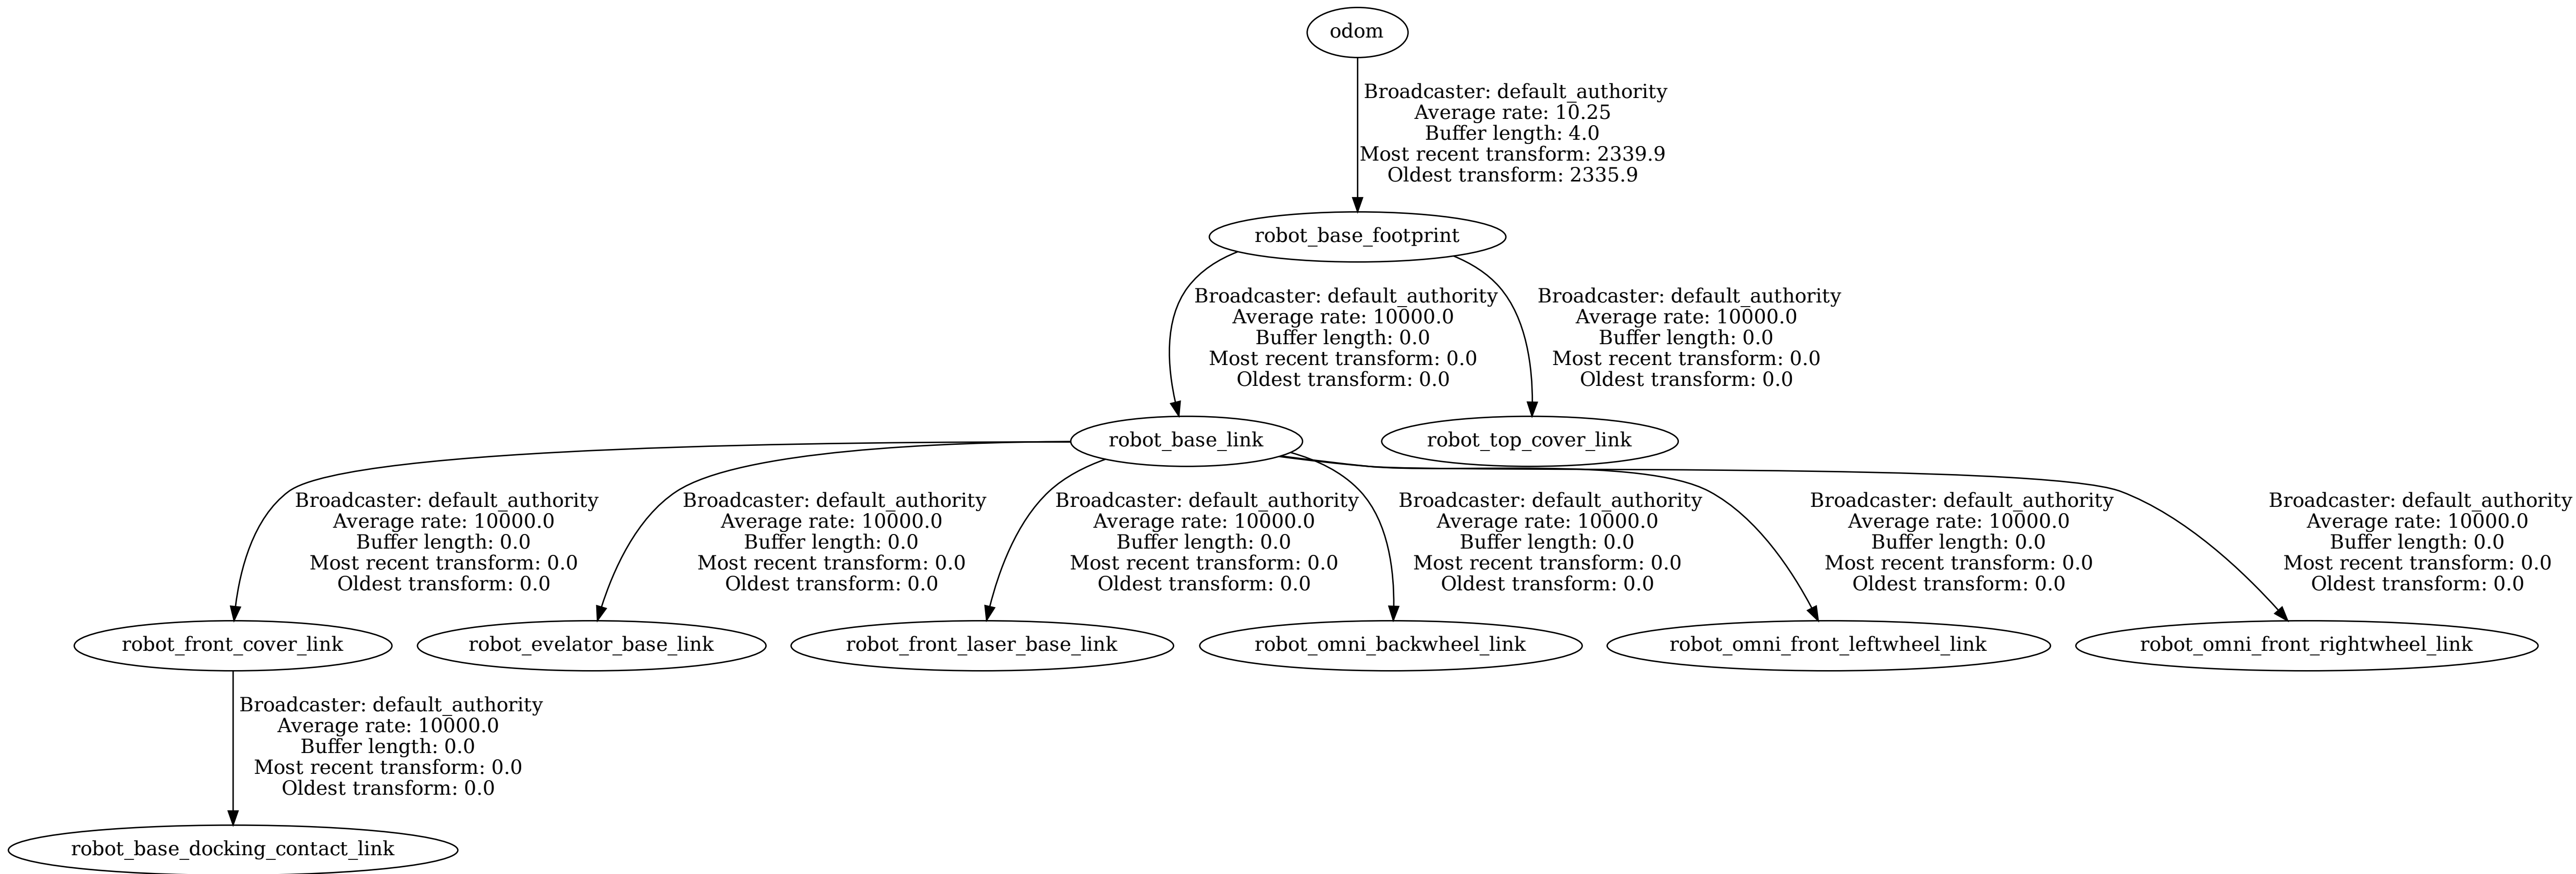 odom
Broadcaster: default_authority
Average rate: 10.25
Buffer length: 4.0
Most recent transform: 2339.9
Oldest transform: 2335.9
robot_base_footprint
Broadcaster: default_authority
Average rate: 10000.0
Buffer length: 0.0
Most recent transform: 0.0
Oldest transform: 0.0
Broadcaster: default_authority
Average rate: 10000.0
Buffer length: 0.0
Most recent transform: 0.0
Oldest transform: 0.0
robot_base_link
robot_top_cover_link
Broadcaster: default_authority
Average rate: 10000.0
Buffer length: 0.0
Most recent transform: 0.0
Oldest transform: 0.0
Broadcaster: default_authority
Average rate: 10000.0
Buffer length: 0.0
Most recent transform: 0.0
Oldest transform: 0.0
Broadcaster: default_authority
Average rate: 10000.0
Buffer length: 0.0
Most recent transform: 0.0
Oldest transform: 0.0
Broadcaster: default_authority
Average rate: 10000.0
Buffer length: 0.0
Most recent transform: 0.0
Oldest transform: 0.0
Broadcaster: default_authority
Average rate: 10000.0
Buffer length: 0.0
Most recent transform: 0.0
Oldest transform: 0.0
Broadcaster: default_authority
Average rate: 10000.0
Buffer length: 0.0
Most recent transform: 0.0
Oldest transform: 0.0
robot_front_cover_link
robot_evelator_base_link
robot_front_laser_base_link
robot_omni_backwheel_link
robot_omni_front_leftwheel_link
robot_omni_front_rightwheel_link
Broadcaster: default_authority
Average rate: 10000.0
Buffer length: 0.0
Most recent transform: 0.0
Oldest transform: 0.0
robot_base_docking_contact_link